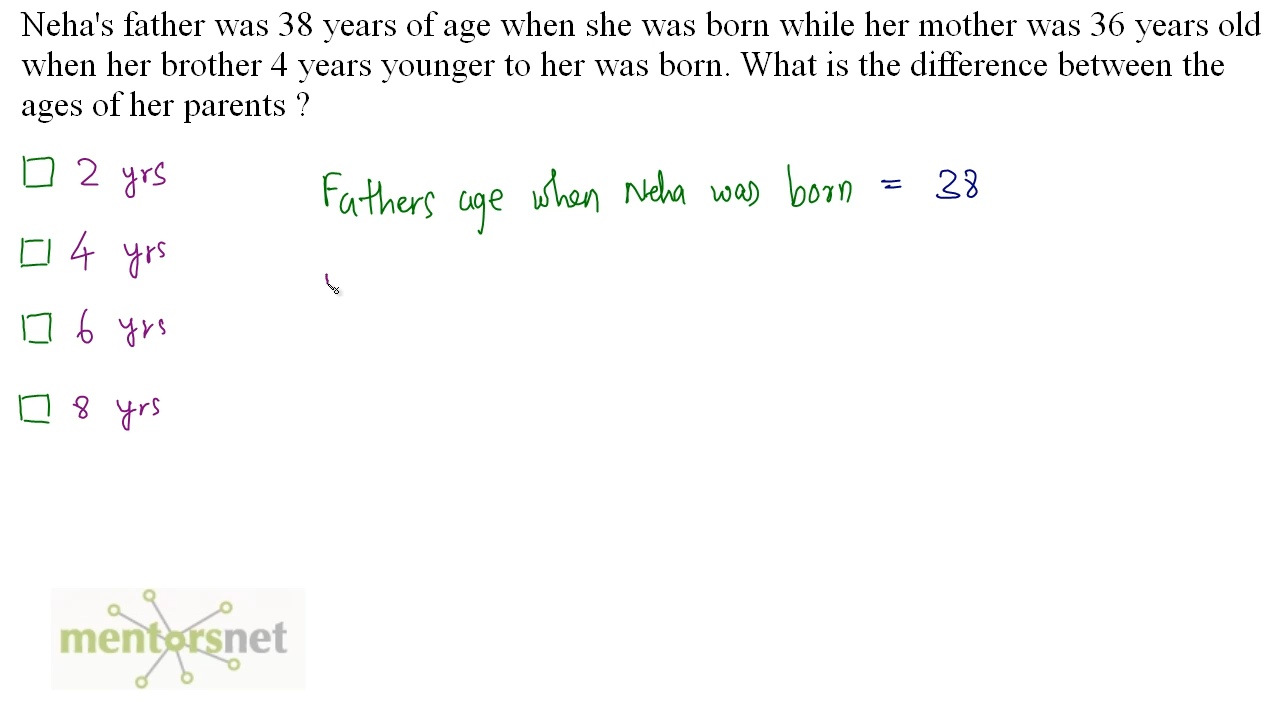 Neha's father was 38 years of age when she was born while her mother was 36 years old
when her brother 4 years younger to her was born. What is the difference between the
ages of her parents ?
2 yrs
Fathers age when Neha was born = 38
4 yrs
6 yrs
8 yrs
mentorsnet